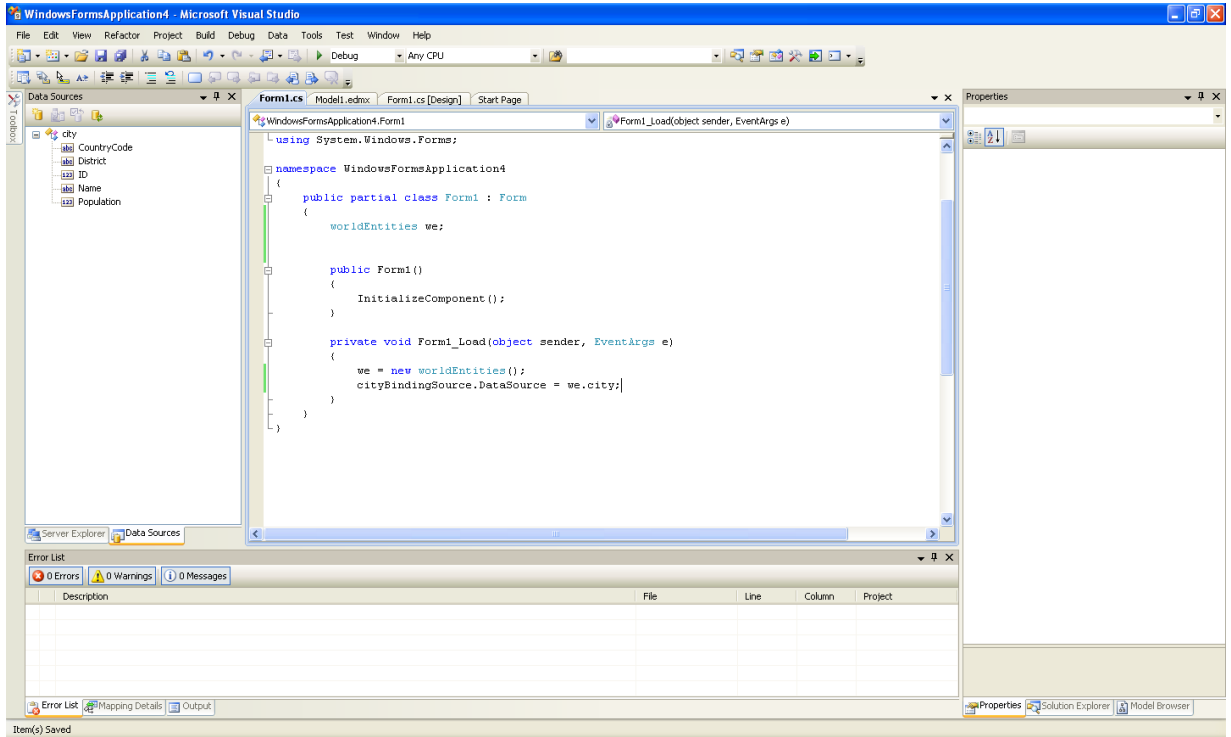 WindowsFormsApplication4 - Microsoft Visual Studio
File Edit View Refactor Project Build Debug Data Tools Test Window Help
Debug Any CPU
Toolbox
Data Sources
city
CountryCode
District
ID
Name
Population
Server Explorer Data Sources
Form1.cs Model1.edmx Form1.cs [Design] Start Page
WindowsFormsApplication4.Form1 Form1_Load(object sender, EventArgs e)
using System.Windows.Forms;
namespace WindowsFormsApplication4
{
public partial class Form1 : Form
{
worldEntities we;
public Form1()
{
InitializeComponent();
}
private void Form1_Load(object sender, EventArgs e)
{
we = new worldEntities();
cityBindingSource.DataSource = we.city;
}
}
}
Properties
Error List
0 Errors 0 Warnings 0 Messages
Description File Line Column Project
Error List Mapping Details Output
Properties Solution Explorer Model Browser
Item(s) Saved